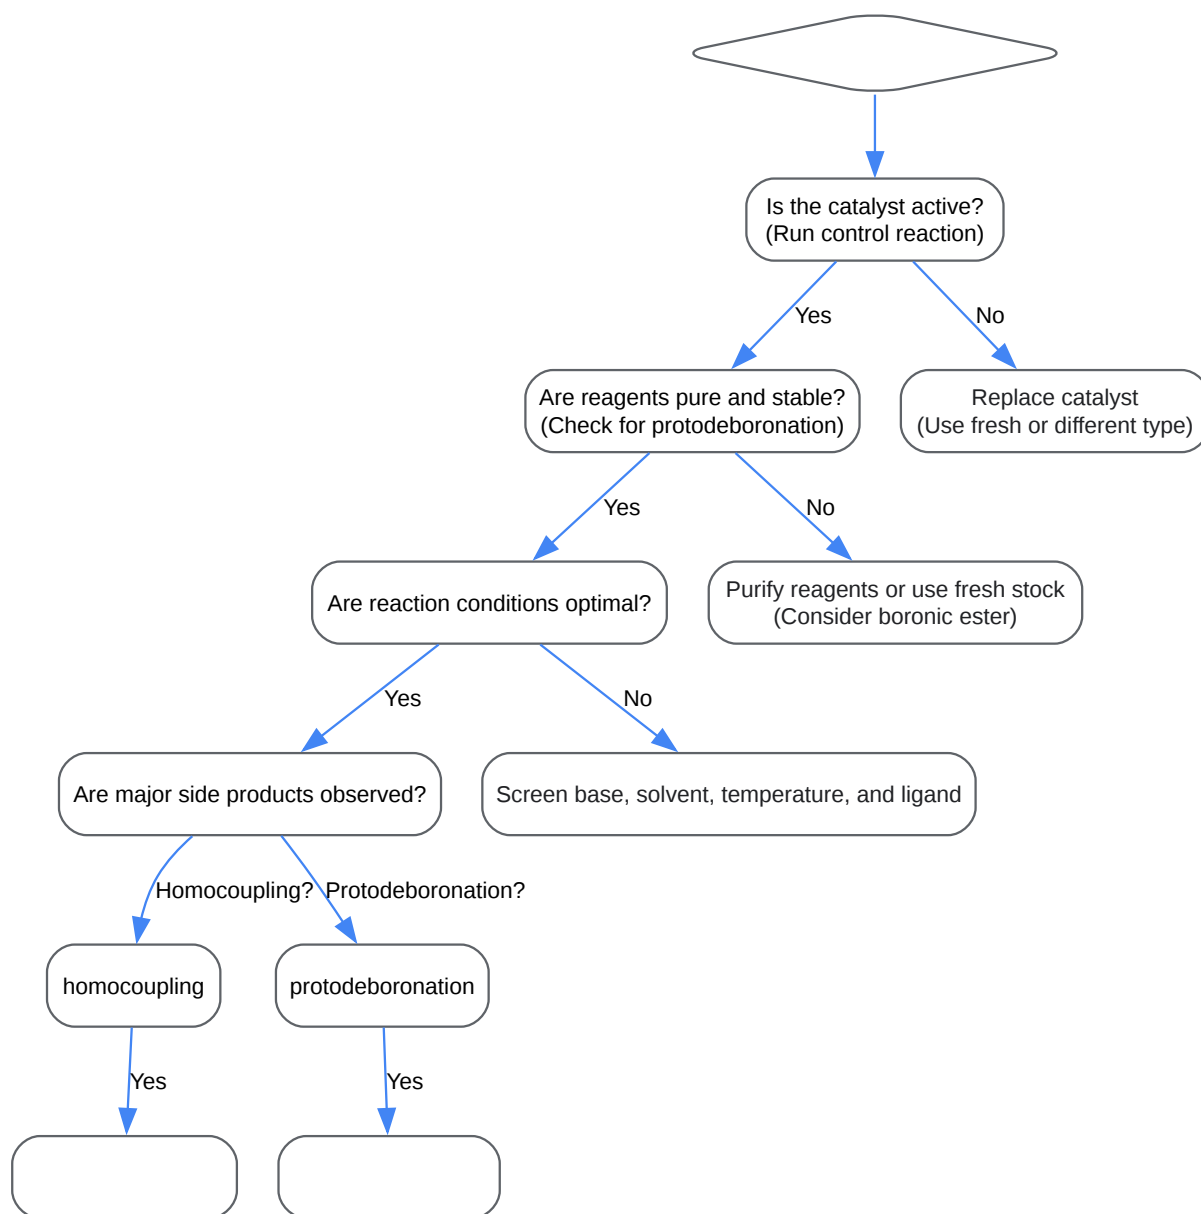 Is the catalyst active?
(Run control reaction)
Yes
No
Are reagents pure and stable?
(Check for protodeboronation)
Replace catalyst
(Use fresh or different type)
Yes
No
Are reaction conditions optimal?
Purify reagents or use fresh stock
(Consider boronic ester)
Yes
No
Are major side products observed?
Screen base, solvent, temperature, and ligand
Homocoupling?
Protodeboronation?
homocoupling
protodeboronation
Yes
Yes